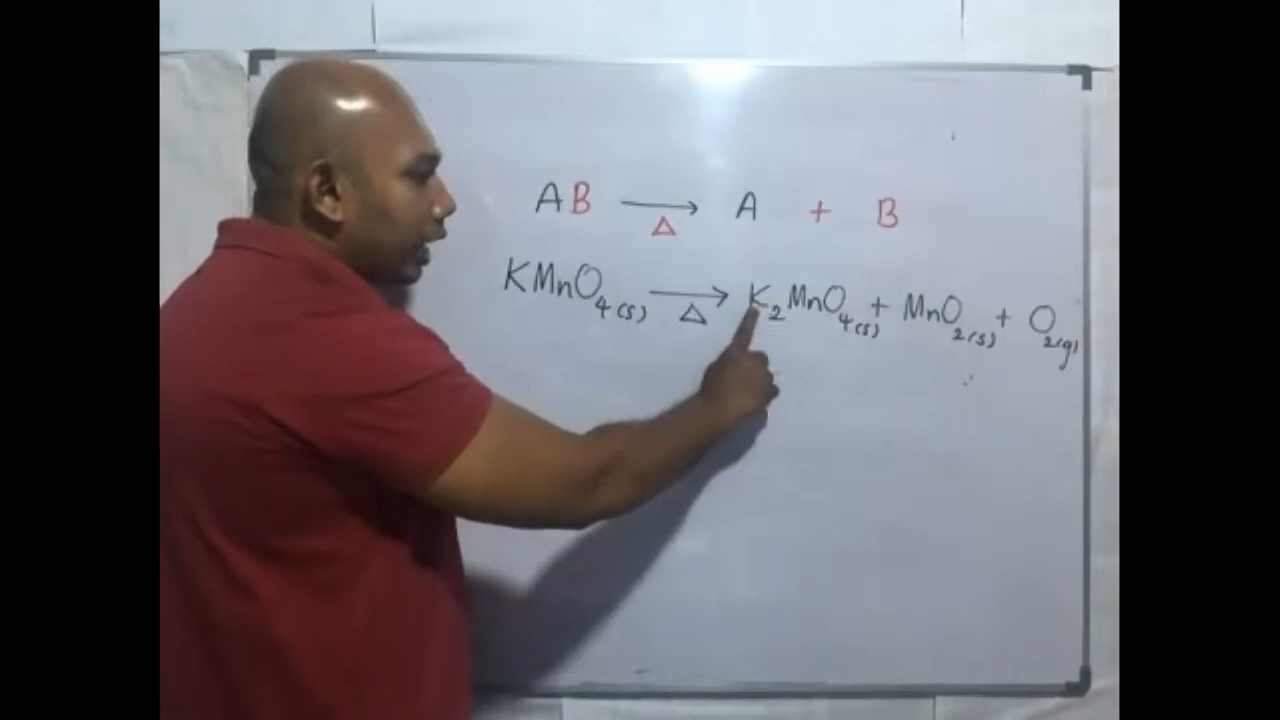 AB → A + B
Δ
KMnO₄(s) → K₂MnO₄(s) + MnO₂(s) + O₂(g)
Δ